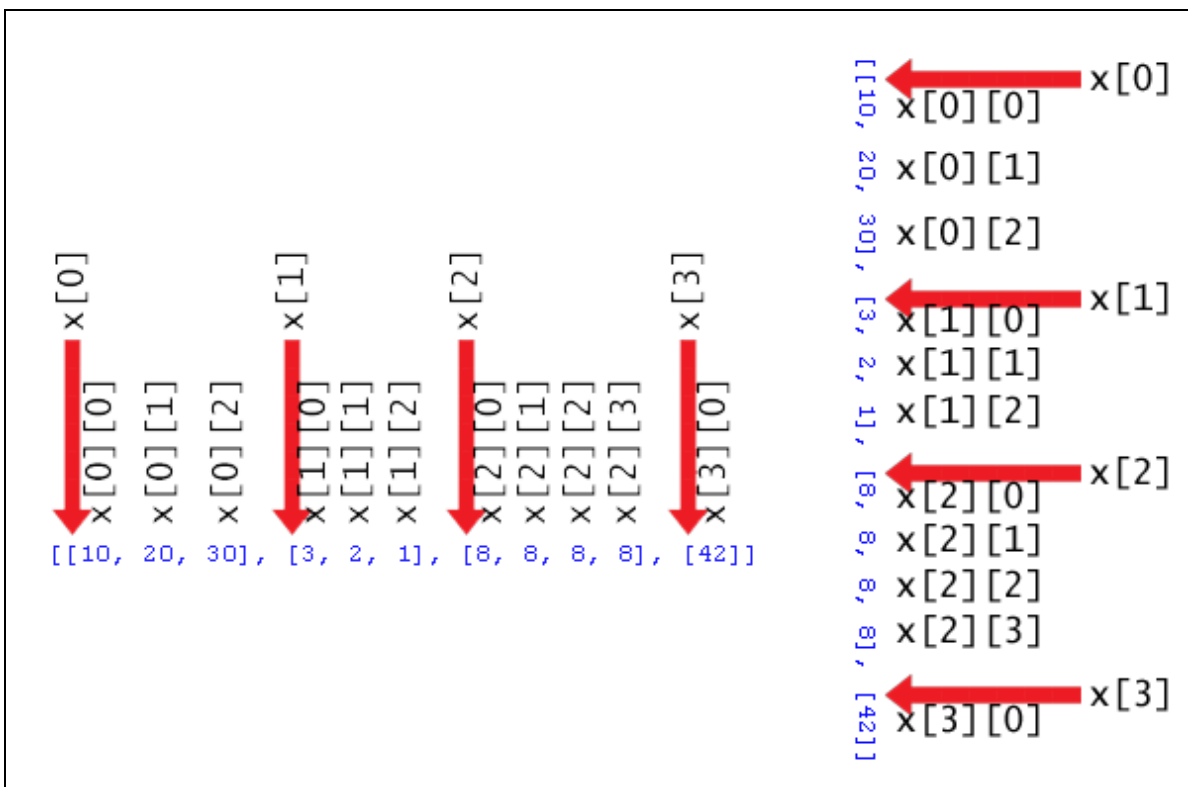 x[0] x[1] x[2] x[3]
x[0][0] x[0][1] x[0][2] x[1][0] x[1][1] x[1][2] x[2][0] x[2][1] x[2][2] x[2][3] x[3][0]
[[10, 20, 30], [3, 2, 1], [8, 8, 8, 8], [42]]
[[10, 20, 30], [3, 2, 1], [8, 8, 8, 8], [42]]
x[0]
x[0][0]
x[0][1]
x[0][2]
x[1]
x[1][0]
x[1][1]
x[1][2]
x[2]
x[2][0]
x[2][1]
x[2][2]
x[2][3]
x[3]
x[3][0]